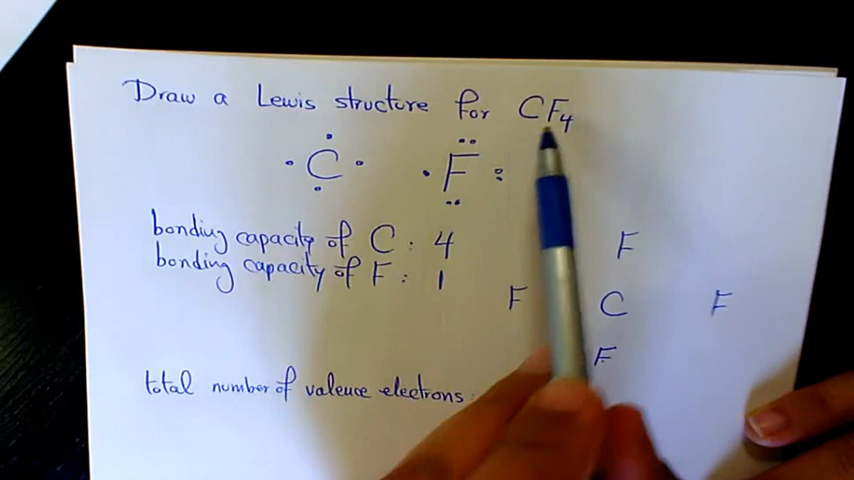 Draw a Lewis structure for CF4
C F
bonding capacity of C : 4
bonding capacity of F : 1
F
F C F
F
total number of valence electrons :